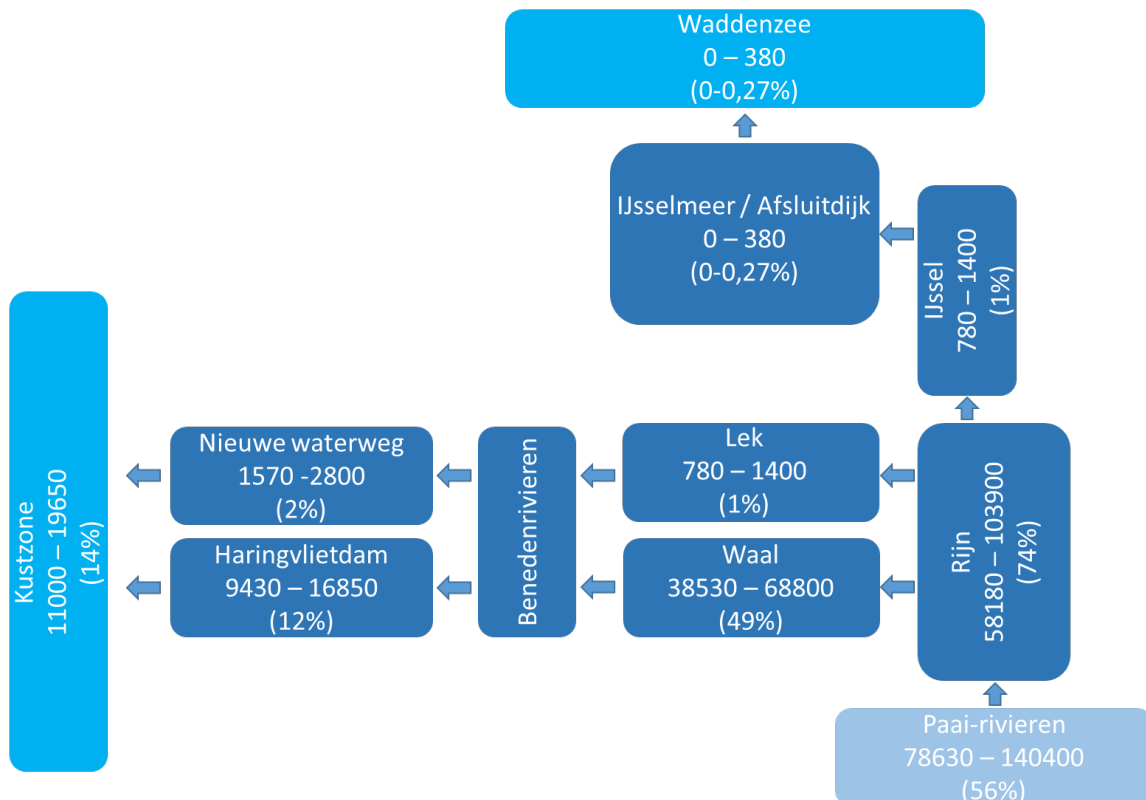 Waddenzee
0 – 380
(0-0,27%)
IJsselmeer / Afsluitdijk
0 – 380
(0-0,27%)
IJssel
780 – 1400
(1%)
Kustzone
11000 – 19650
(14%)
Nieuwe waterweg
1570 -2800
(2%)
Haringvlietdam
9430 – 16850
(12%)
Benedenrivieren
Lek
780 – 1400
(1%)
Waal
38530 – 68800
(49%)
Rijn
58180 – 103900
(74%)
Paai-rivieren
78630 – 140400
(56%)